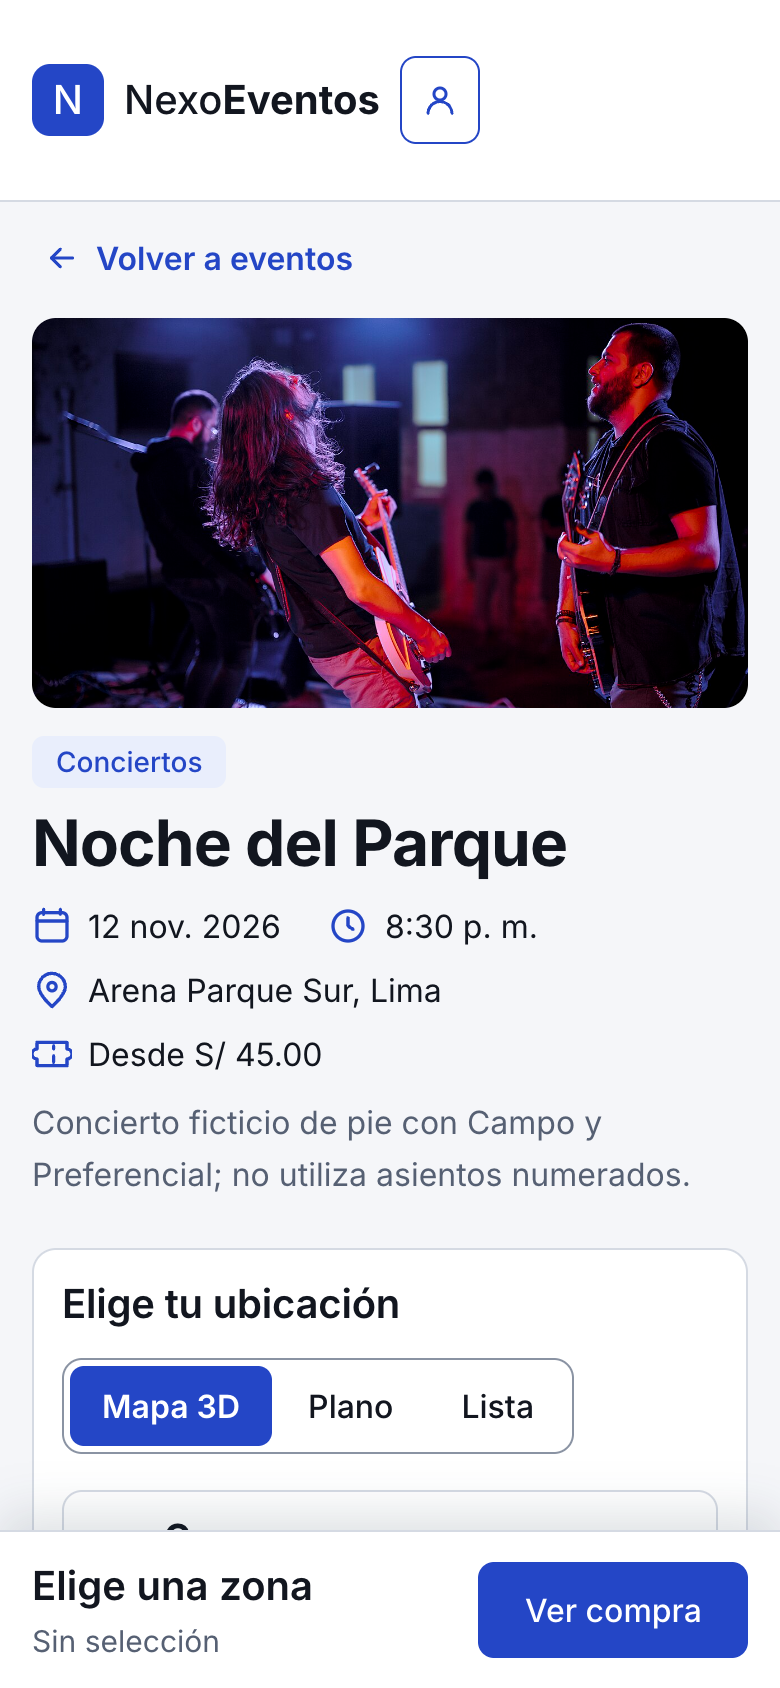 N NexoEventos
Volver a eventos
Conciertos
Noche del Parque
12 nov. 2026 8:30 p. m.
Arena Parque Sur, Lima
Desde S/ 45.00
Concierto ficticio de pie con Campo y
Preferencial; no utiliza asientos numerados.
Elige tu ubicación
Mapa 3D Plano Lista
Elige una zona
Ver compra
Sin selección